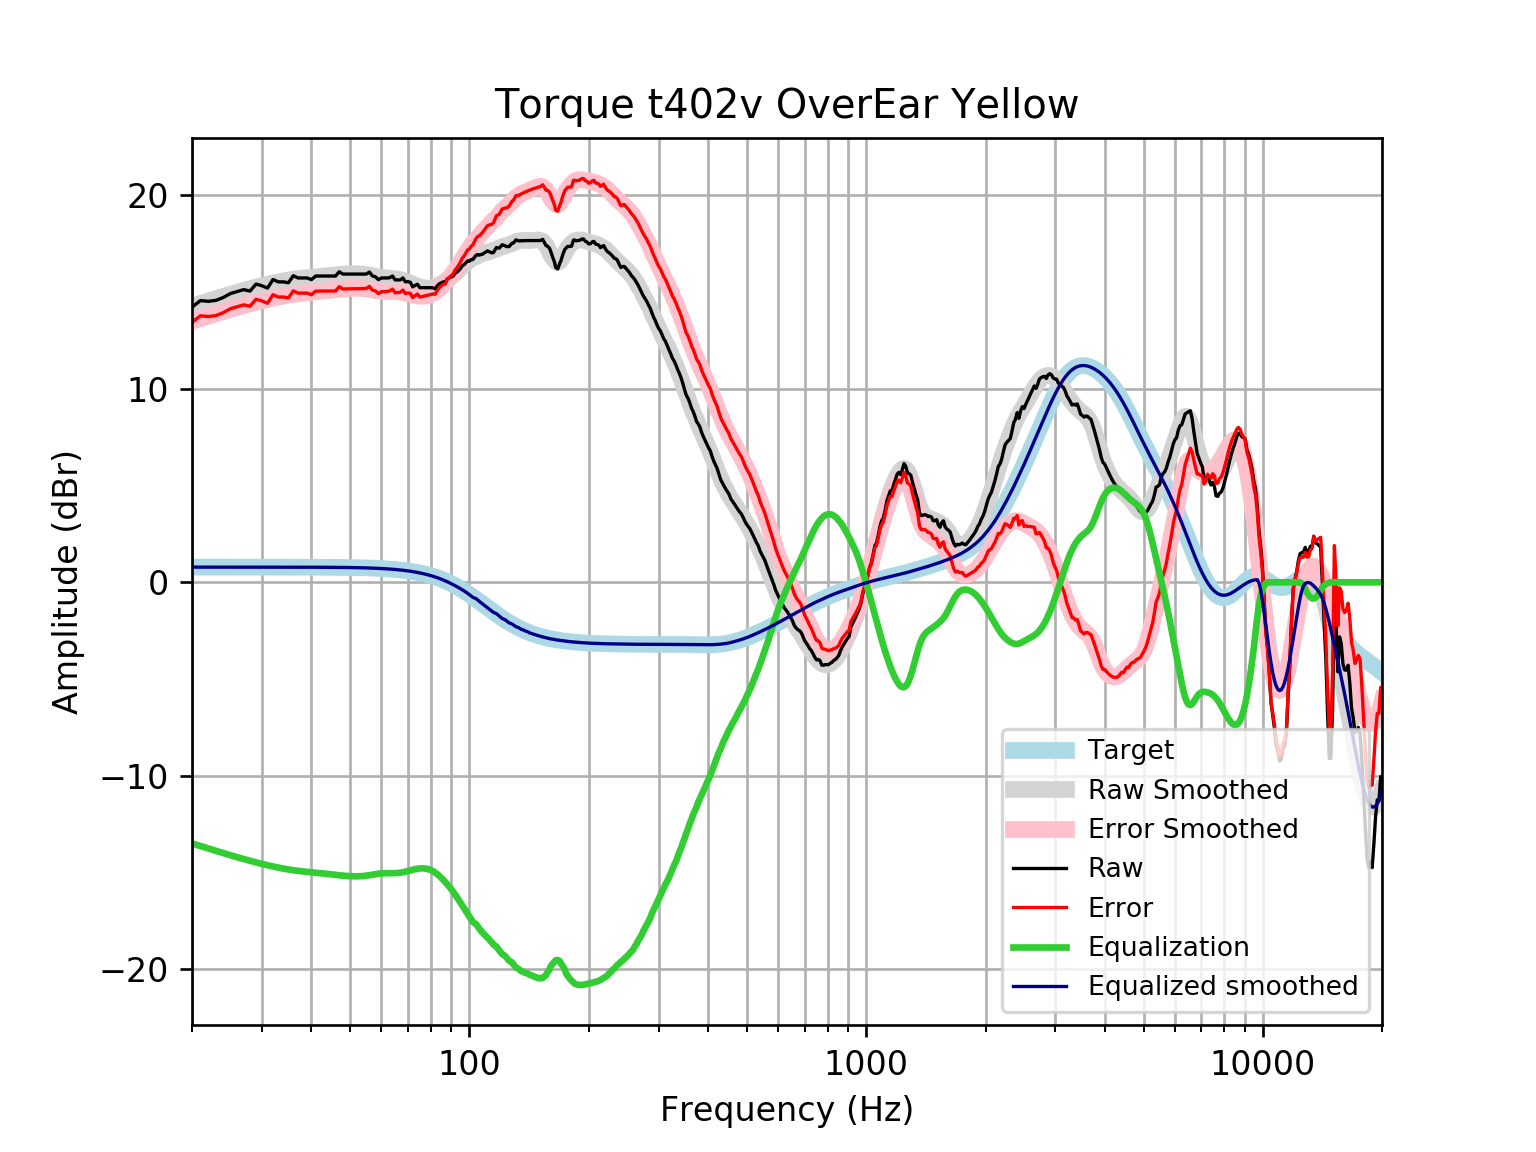 Torque t402v OverEar Yellow
Amplitude (dBr)
20
10
0
−10
−20
Target
Raw Smoothed
Error Smoothed
Raw
Error
Equalization
Equalized smoothed
100
1000
10000
Frequency (Hz)